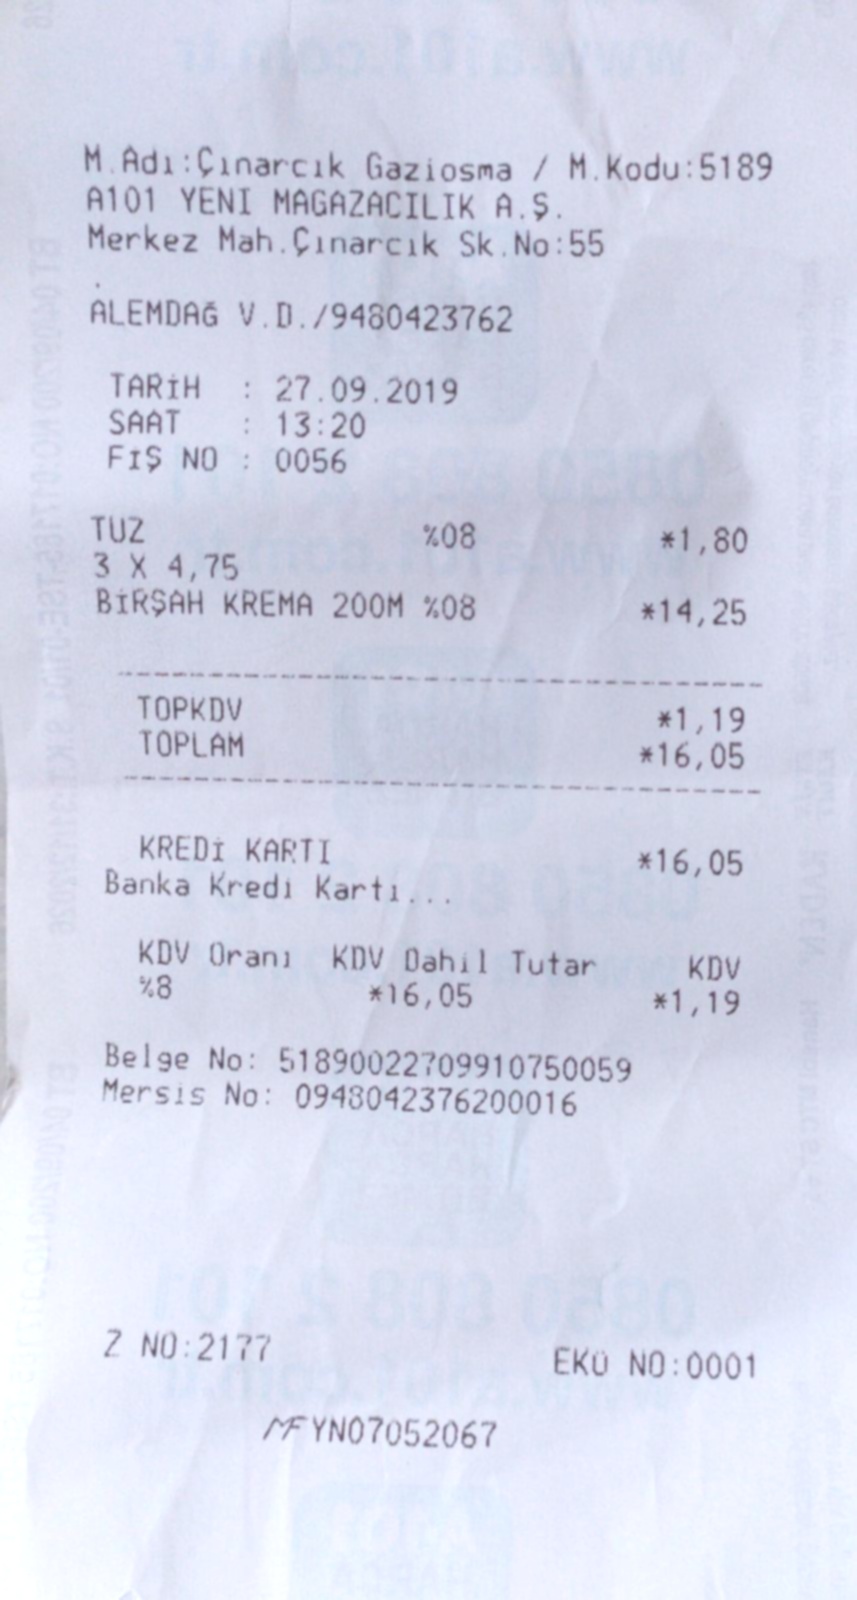 M.Adı:Çınarcık Gaziosma / M.Kodu:5189
A101 YENI MAGAZACILIK A.Ş.
Merkez Mah.Çınarcık Sk.No:55
.
ALEMDAĞ V.D./9480423762
TARİH : 27.09.2019
SAAT : 13:20
FİŞ NO : 0056
TUZ %08 *1,80
3 X 4,75
BİRŞAH KREMA 200M %08 *14,25
TOPKDV *1,19
TOPLAM *16,05
KREDİ KARTI *16,05
Banka Kredi Kartı...
KDV Oranı KDV Dahil Tutar KDV
%8 *16,05 *1,19
Belge No: 51890022709910750059
Mersis No: 0948042376200016
Z NO:2177 EKÜ NO:0001
MF YN07052067